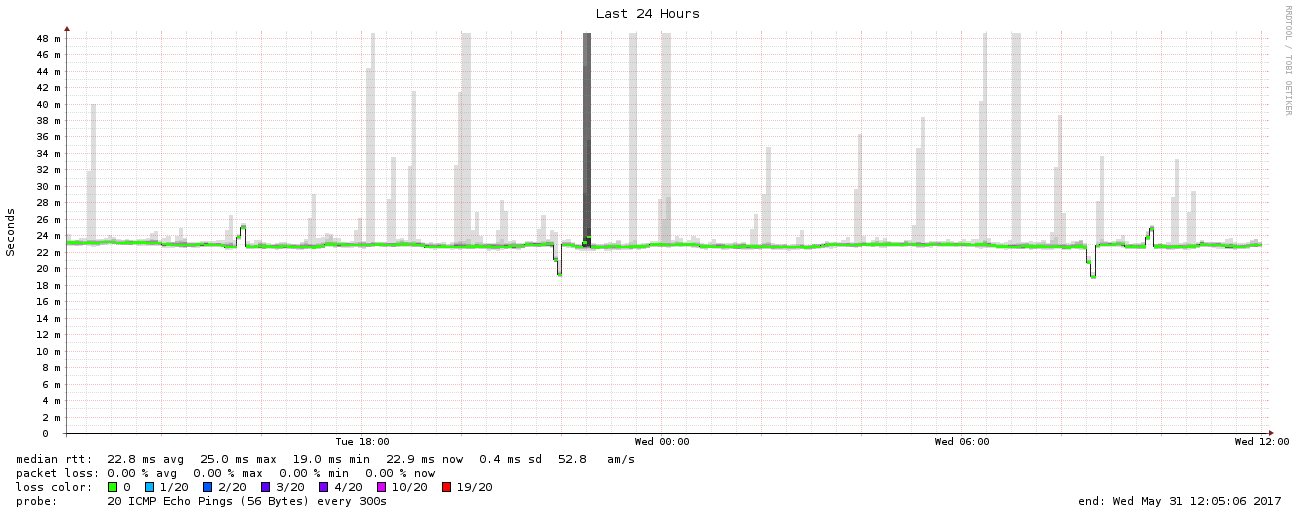 Last 24 Hours
RRDTOOL / TOBI OETIKER
Seconds
48 m
46 m
44 m
42 m
40 m
38 m
36 m
34 m
32 m
30 m
28 m
26 m
24 m
22 m
20 m
18 m
16 m
14 m
12 m
10 m
8 m
6 m
4 m
2 m
0
Tue 18:00 Wed 00:00 Wed 06:00 Wed 12:00
median rtt: 22.8 ms avg 25.0 ms max 19.0 ms min 22.9 ms now 0.4 ms sd 52.8 am/s
packet loss: 0.00 % avg 0.00 % max 0.00 % min 0.00 % now
loss color: 0 1/20 2/20 3/20 4/20 10/20 19/20
probe: 20 ICMP Echo Pings (56 Bytes) every 300s end: Wed May 31 12:05:06 2017